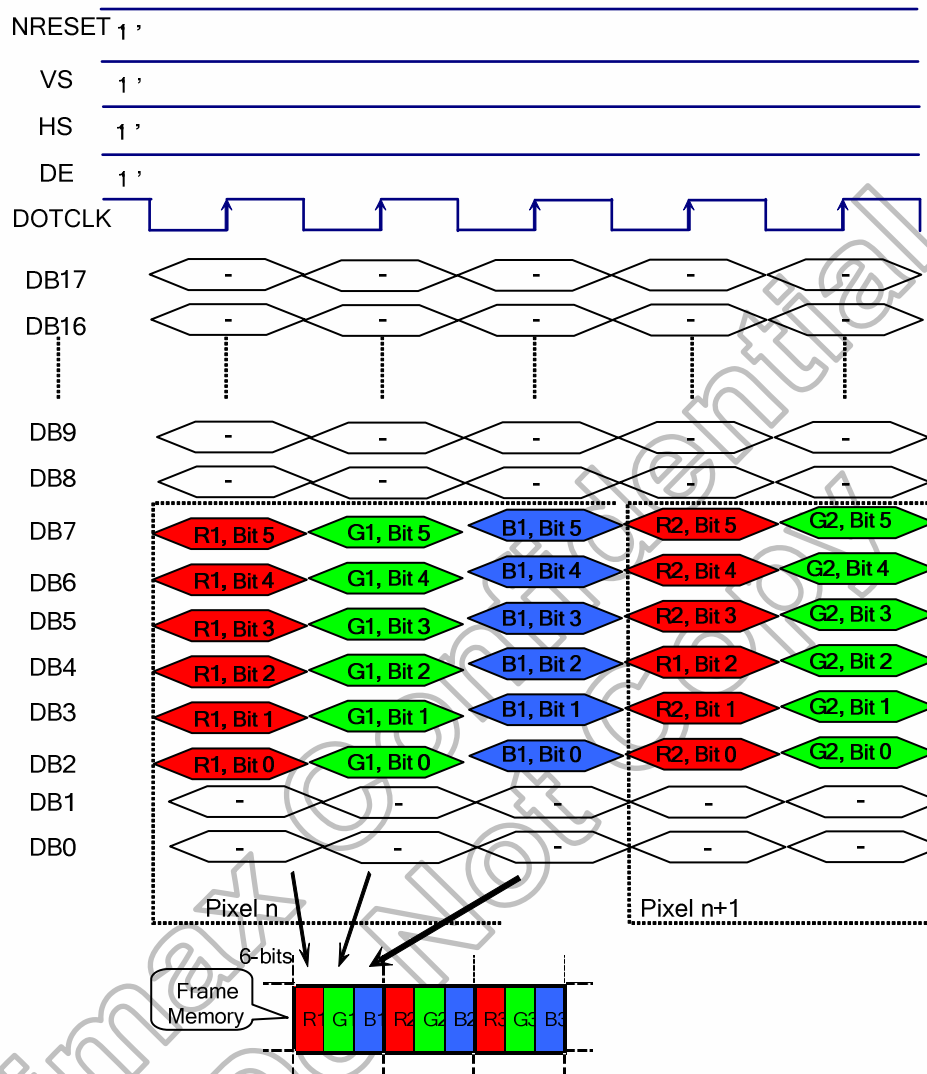 NRESET 1 ’
VS 1 ’
HS 1 ’
DE 1 ’
DOTCLK
DB17 - - - - -
DB16 - - - - -
DB9 - - - - -
DB8 - - - - -
DB7 R1, Bit 5 G1, Bit 5 B1, Bit 5 R2, Bit 5 G2, Bit 5
DB6 R1, Bit 4 G1, Bit 4 B1, Bit 4 R2, Bit 4 G2, Bit 4
DB5 R1, Bit 3 G1, Bit 3 B1, Bit 3 R2, Bit 3 G2, Bit 3
DB4 R1, Bit 2 G1, Bit 2 B1, Bit 2 R1, Bit 2 G2, Bit 2
DB3 R1, Bit 1 G1, Bit 1 B1, Bit 1 R2, Bit 1 G2, Bit 1
DB2 R1, Bit 0 G1, Bit 0 B1, Bit 0 R2, Bit 0 G2, Bit 0
DB1 - - - - -
DB0 - - - - -
Pixel n Pixel n+1
6-bits
Frame
Memory
R1 G1 B1 R2 G2 B2 R3 G3 B3
imax Confidential
Not Copy